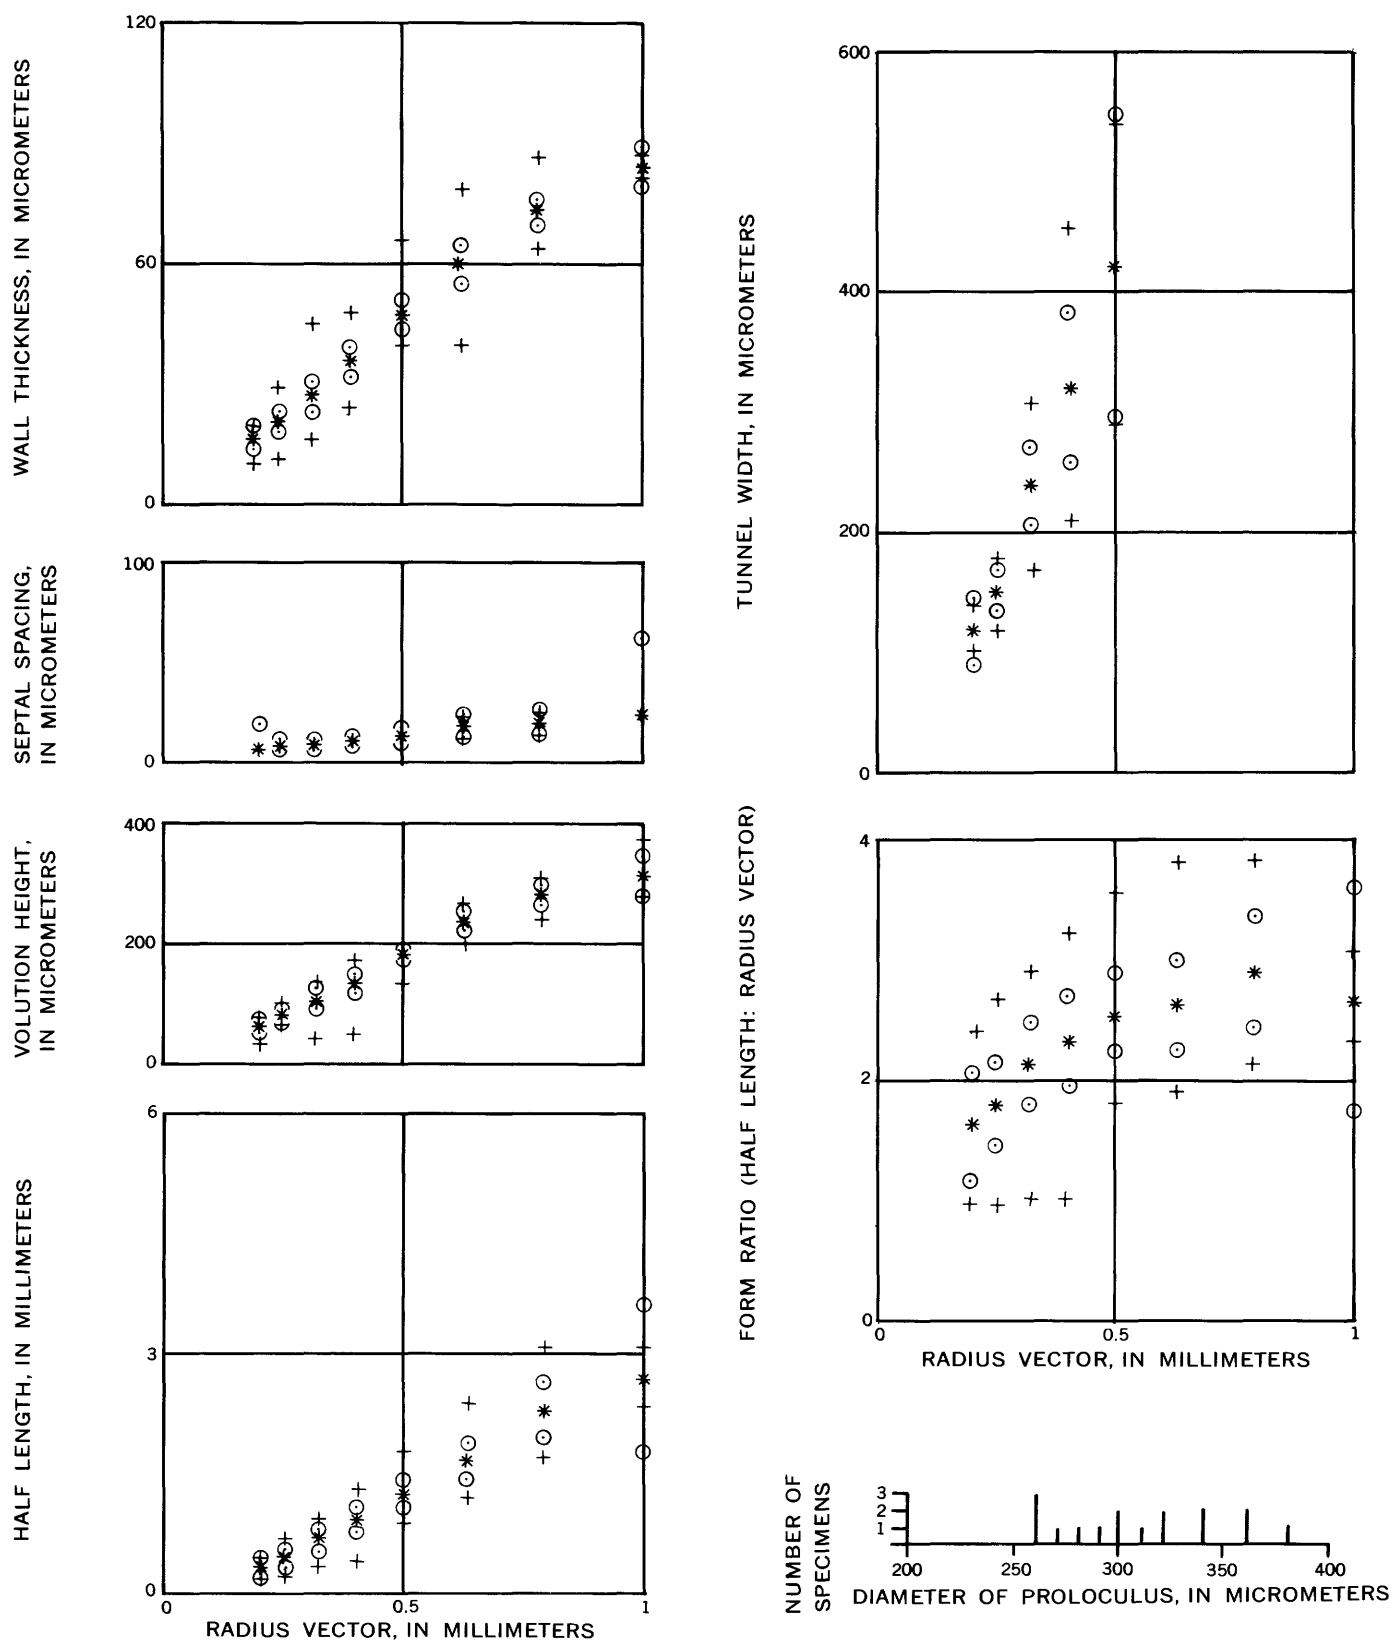 WALL THICKNESS, IN MICROMETERS
120
60
0
SEPTAL SPACING,
IN MICROMETERS
100
0
VOLUTION HEIGHT,
IN MICROMETERS
400
200
0
HALF LENGTH, IN MILLIMETERS
6
3
0
0 0.5 1
RADIUS VECTOR, IN MILLIMETERS
TUNNEL WIDTH, IN MICROMETERS
600
400
200
0
FORM RATIO (HALF LENGTH: RADIUS VECTOR)
4
2
0
0 0.5 1
RADIUS VECTOR, IN MILLIMETERS
NUMBER OF
SPECIMENS
3
2
1
200 250 300 350 400
DIAMETER OF PROLOCULUS, IN MICROMETERS